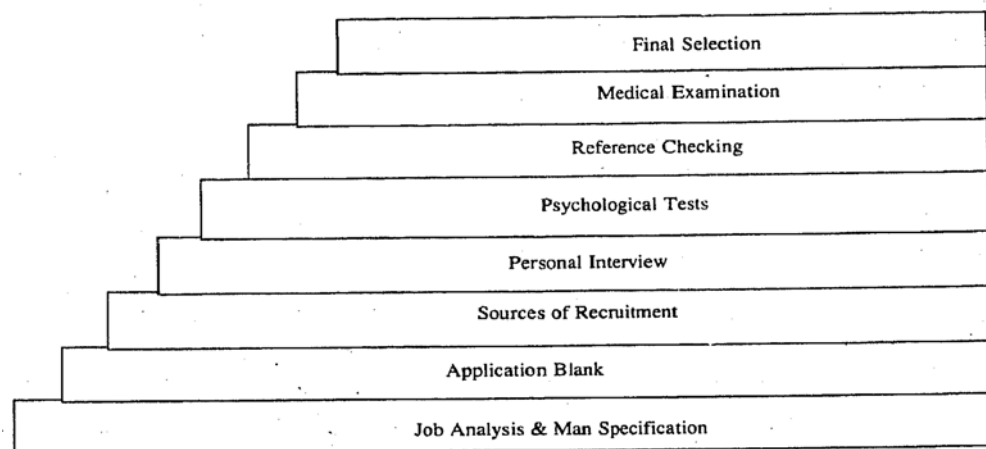 Final Selection
Medical Examination
Reference Checking
Psychological Tests
Personal Interview
Sources of Recruitment
Application Blank
Job Analysis & Man Specification